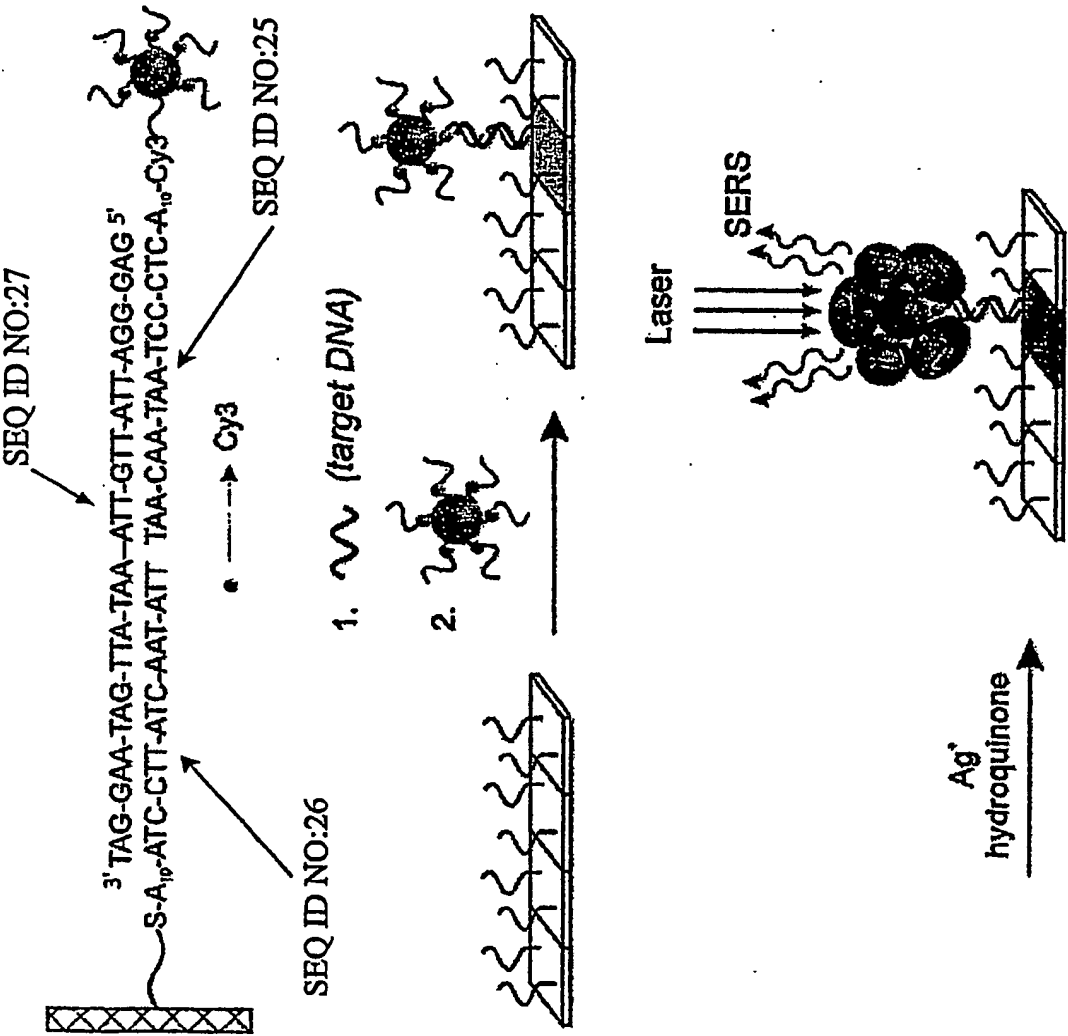 SEQ ID NO:27
3' TAG-GAA-TAG-TTA-TAA-ATT-GTT-ATT-AGG-GAG 5'
S-A10-ATC-CTT-ATC-AAT-ATT TAA-CAA-TAA-TCC-CTC-A10-Cy3
SEQ ID NO:26
SEQ ID NO:25
Cy3
1. (target DNA)
2.
Ag+
hydroquinone
Laser
SERS